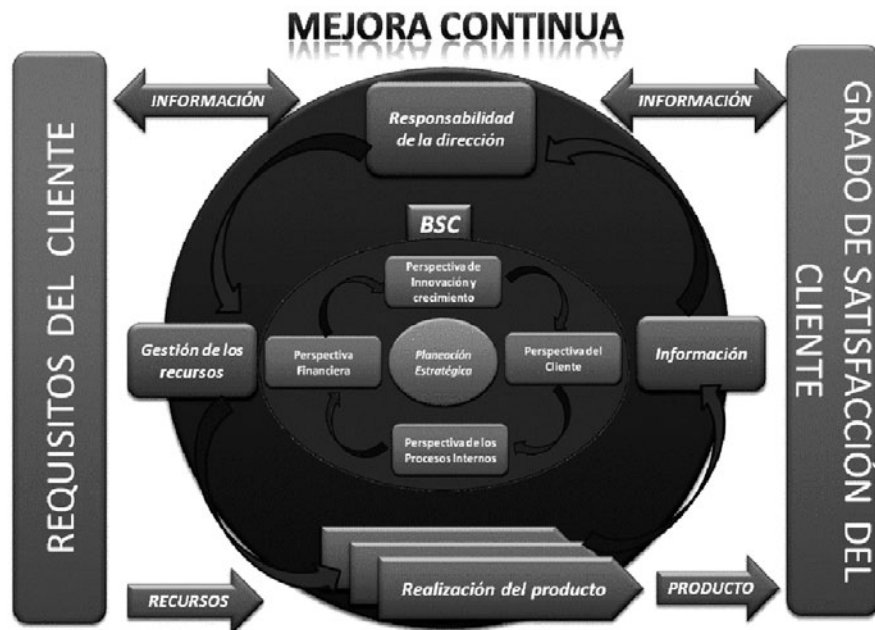 MEJORA CONTINUA
REQUISITOS DEL CLIENTE
INFORMACIÓN
Responsabilidad
de la dirección
INFORMACIÓN
GRADO DE SATISFACCIÓN DEL
CLIENTE
BSC
Perspectiva de
Innovación y
crecimiento
Gestión de los
recursos
Perspectiva
Financiera
Planeación
Estratégica
Perspectiva del
Cliente
Información
Perspectiva de los
Procesos Internos
RECURSOS
Realización del producto
PRODUCTO